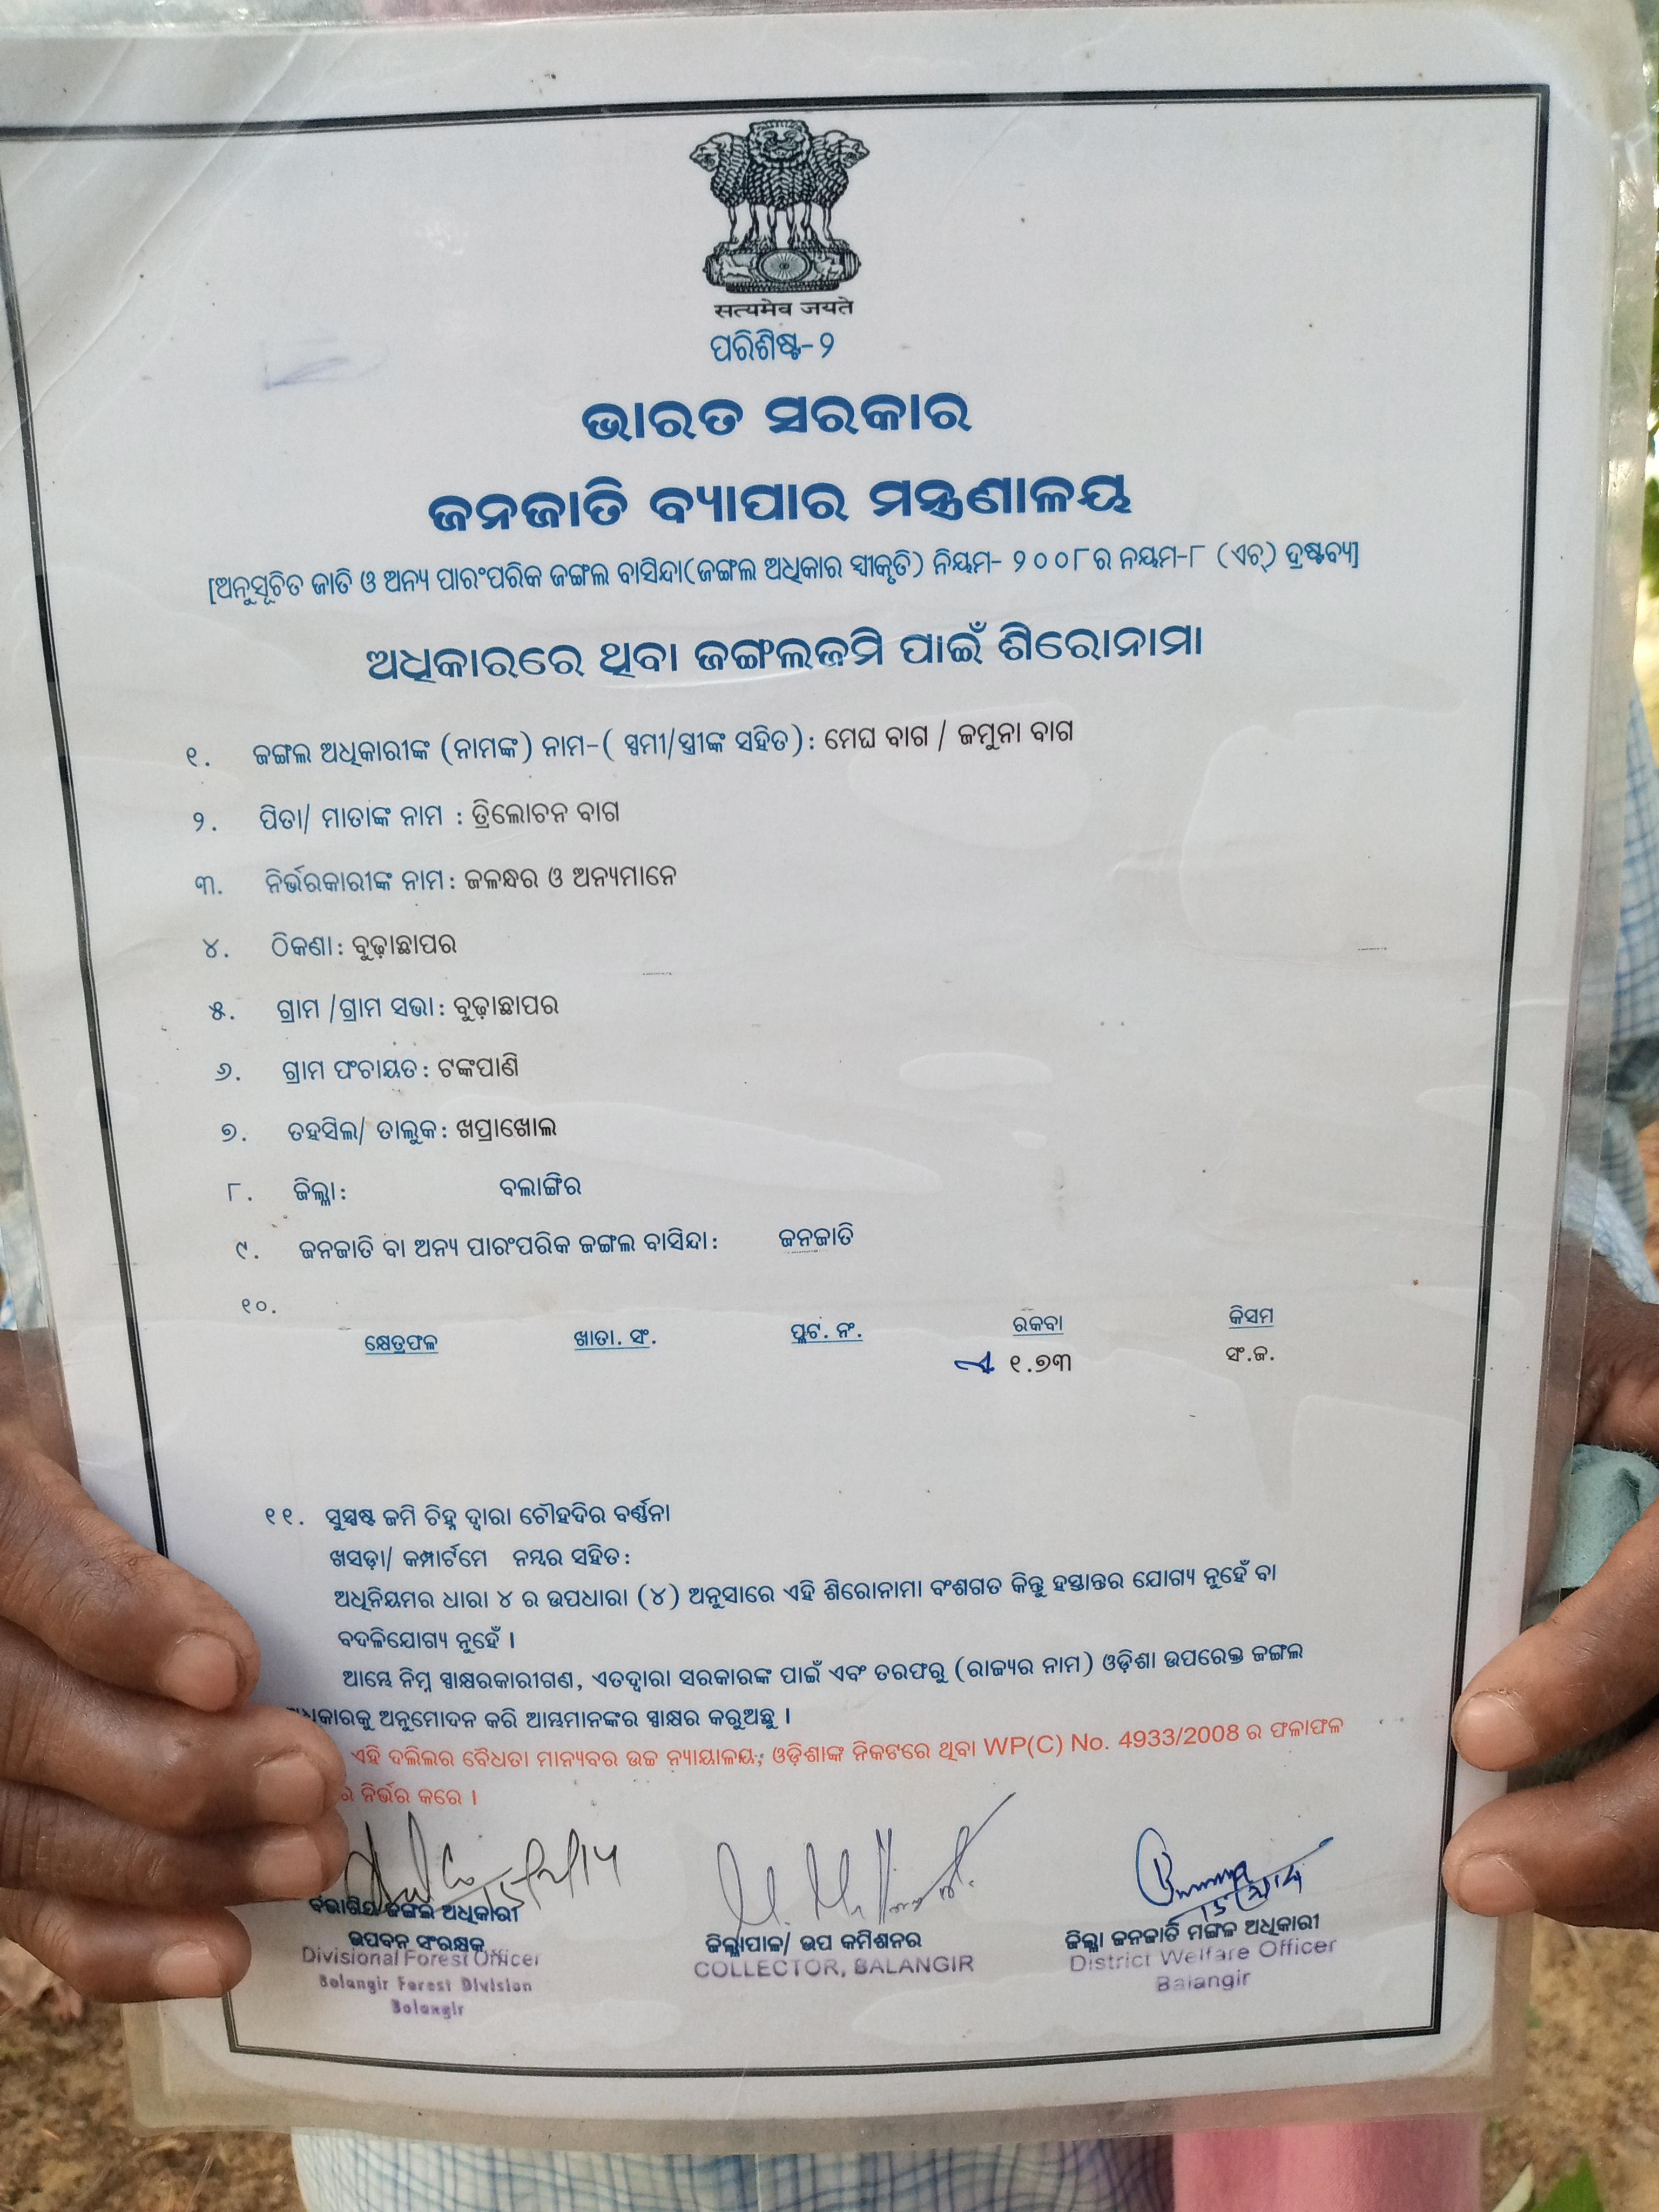 सत्यमेव जयते
ପରିଶିଷ୍ଟ-୨
ଭାରତ ସରକାର
ଜନଜାତି ବ୍ୟାପାର ମନ୍ତ୍ରଣାଳୟ
[ଅନୁସୂଚିତ ଜାତି ଓ ଅନ୍ୟ ପାରଂପରିକ ଜଙ୍ଗଲ ବାସିନ୍ଦା(ଜଙ୍ଗଲ ଅଧିକାର ସ୍ୱୀକୃତି) ନିୟମ- ୨୦୦୮ର ନୟମ-୮ (ଏଚ୍) ଦ୍ରଷ୍ଟବ୍ୟ]
ଅଧିକାରରେ ଥିବା ଜଙ୍ଗଲଜମି ପାଇଁ ଶିରୋନାମା
୧. ଜଙ୍ଗଲ ଅଧିକାରୀଙ୍କ (ନାମଙ୍କ) ନାମ-( ସ୍ୱମୀ/ସ୍ତ୍ରୀଙ୍କ ସହିତ): ମେଘ ବାଗ / ଜମୁନା ବାଗ
୨. ପିତା/ ମାତାଙ୍କ ନାମ : ତ୍ରିଲୋଚନ ବାଗ
୩. ନିର୍ଭରକାରୀଙ୍କ ନାମ: ଜଳନ୍ଧର ଓ ଅନ୍ୟମାନେ
୪. ଠିକଣା: ବୁଢ଼ାଛାପର
୫. ଗ୍ରାମ /ଗ୍ରାମ ସଭା: ବୁଢ଼ାଛାପର
୬. ଗ୍ରାମ ପଂଚାୟତ: ଟଙ୍କପାଣି
୭. ତହସିଲ/ ତାଲୁକ: ଖପ୍ରାଖୋଲ
୮. ଜିଲ୍ଲା: ବଲାଙ୍ଗିର
୯. ଜନଜାତି ବା ଅନ୍ୟ ପାରଂପରିକ ଜଙ୍ଗଲ ବାସିନ୍ଦା: ଜନଜାତି
୧୦.
କ୍ଷେତ୍ରଫଳ ଖାତା. ସଂ. ପ୍ଲଟ. ନଂ. ରକବା କିସମ
୧.୭୩ ସଂ.ଜ.
୧୧. ସୁସ୍ପଷ୍ଟ ଜମି ଚିହ୍ନ ଦ୍ୱାରା ଚୌହଦିର ବର୍ଣ୍ଣନା
ଖସଡ଼ା/ କମ୍ପାର୍ଟମେ ନମ୍ବର ସହିତ:
ଅଧିନିୟମର ଧାରା ୪ ର ଉପଧାରା (୪) ଅନୁସାରେ ଏହି ଶିରୋନାମା ବଂଶଗତ କିନ୍ତୁ ହସ୍ତାନ୍ତର ଯୋଗ୍ୟ ନୁହେଁ ବା
ବଦଳିଯୋଗ୍ୟ ନୁହେଁ ।
ଆମ୍ଭେ ନିମ୍ନ ସ୍ୱାକ୍ଷରକାରୀଗଣ, ଏତଦ୍ୱାରା ସରକାରଙ୍କ ପାଇଁ ଏବଂ ତରଫରୁ (ରାଜ୍ୟର ନାମ) ଓଡ଼ିଶା ଉପରେକ୍ତ ଜଙ୍ଗଲ
ଅନୁମୋଦନ କରି ଆମ୍ଭମାନଙ୍କର ସ୍ୱାକ୍ଷର କରୁଅଛୁ ।
ଏହି ଦଲିଲର ବୈଧତା ମାନ୍ୟବର ଉଚ୍ଚ ନ୍ୟାୟାଳୟ; ଓଡ଼ିଶାଙ୍କ ନିକଟରେ ଥିବା WP(C) No. 4933/2008 ର ଫଳାଫଳ
ନିର୍ଭର କରେ ।
ଜଙ୍ଗଲ ଅଧିକାରୀ
ଉପବନ ସଂରକ୍ଷକ
Divisional Forest Officer
Bolangir Forest Division
Bolangir
ଜିଲ୍ଲାପାଳ/ ଉପ କମିଶନର
COLLECTOR, BALANGIR
ଜିଲ୍ଲା ଜନଜାତି ମଙ୍ଗଳ ଅଧିକାରୀ
District Welfare Officer
Balangir